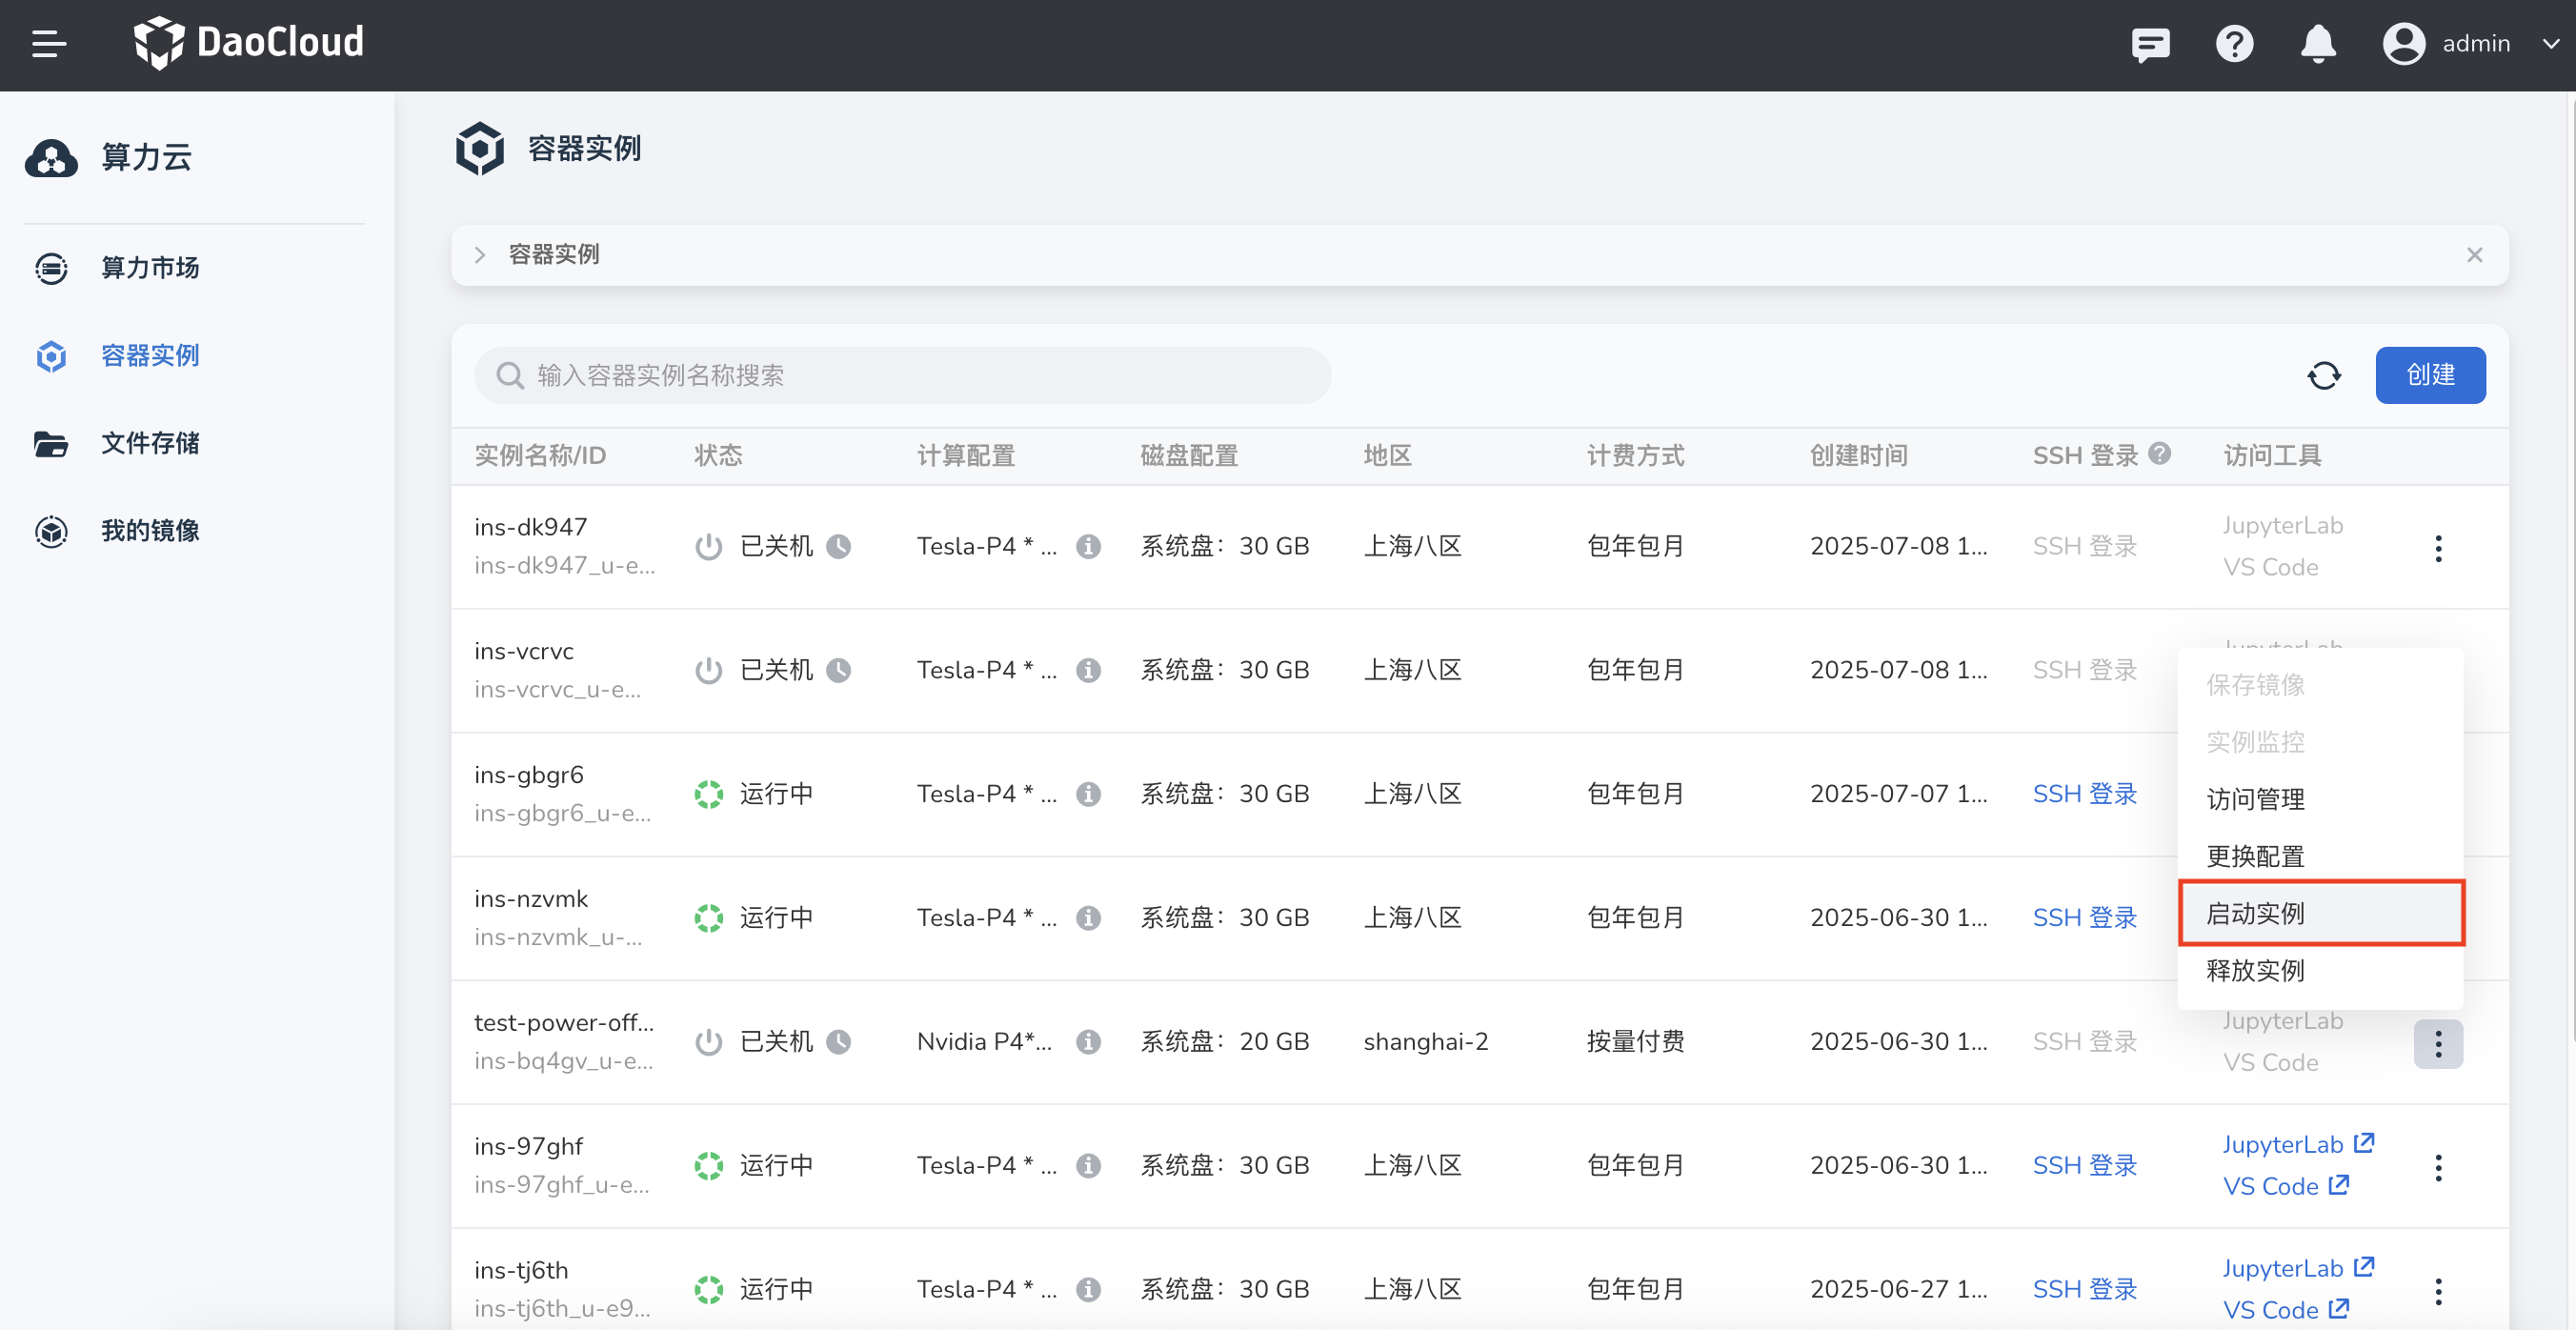 DaoCloud
admin
算力云
算力市场
容器实例
文件存储
我的镜像
容器实例
容器实例
输入容器实例名称搜索
创建
实例名称/ID 状态 计算配置 磁盘配置 地区 计费方式 创建时间 SSH 登录 访问工具
ins-dk947
ins-dk947_u-e...
已关机 Tesla-P4 * ... 系统盘：30 GB 上海八区 包年包月 2025-07-08 1... SSH 登录
JupyterLab
VS Code
ins-vcrvc
ins-vcrvc_u-e...
已关机 Tesla-P4 * ... 系统盘：30 GB 上海八区 包年包月 2025-07-08 1... SSH 登录
JupyterLab
ins-gbgr6
ins-gbgr6_u-e...
运行中 Tesla-P4 * ... 系统盘：30 GB 上海八区 包年包月 2025-07-07 1... SSH 登录
ins-nzvmk
ins-nzvmk_u-...
运行中 Tesla-P4 * ... 系统盘：30 GB 上海八区 包年包月 2025-06-30 1... SSH 登录
保存镜像
实例监控
访问管理
更换配置
启动实例
释放实例
test-power-off...
ins-bq4gv_u-e...
已关机 Nvidia P4*... 系统盘：20 GB shanghai-2 按量付费 2025-06-30 1... SSH 登录
JupyterLab
VS Code
ins-97ghf
ins-97ghf_u-e...
运行中 Tesla-P4 * ... 系统盘：30 GB 上海八区 包年包月 2025-06-30 1... SSH 登录
JupyterLab
VS Code
ins-tj6th
ins-tj6th_u-e9...
运行中 Tesla-P4 * ... 系统盘：30 GB 上海八区 包年包月 2025-06-27 1... SSH 登录
JupyterLab
VS Code